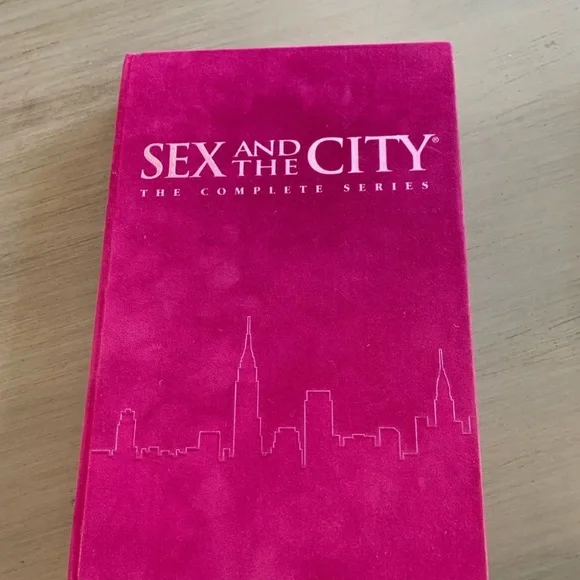 SEX AND THE CITY®
THE COMPLETE SERIES